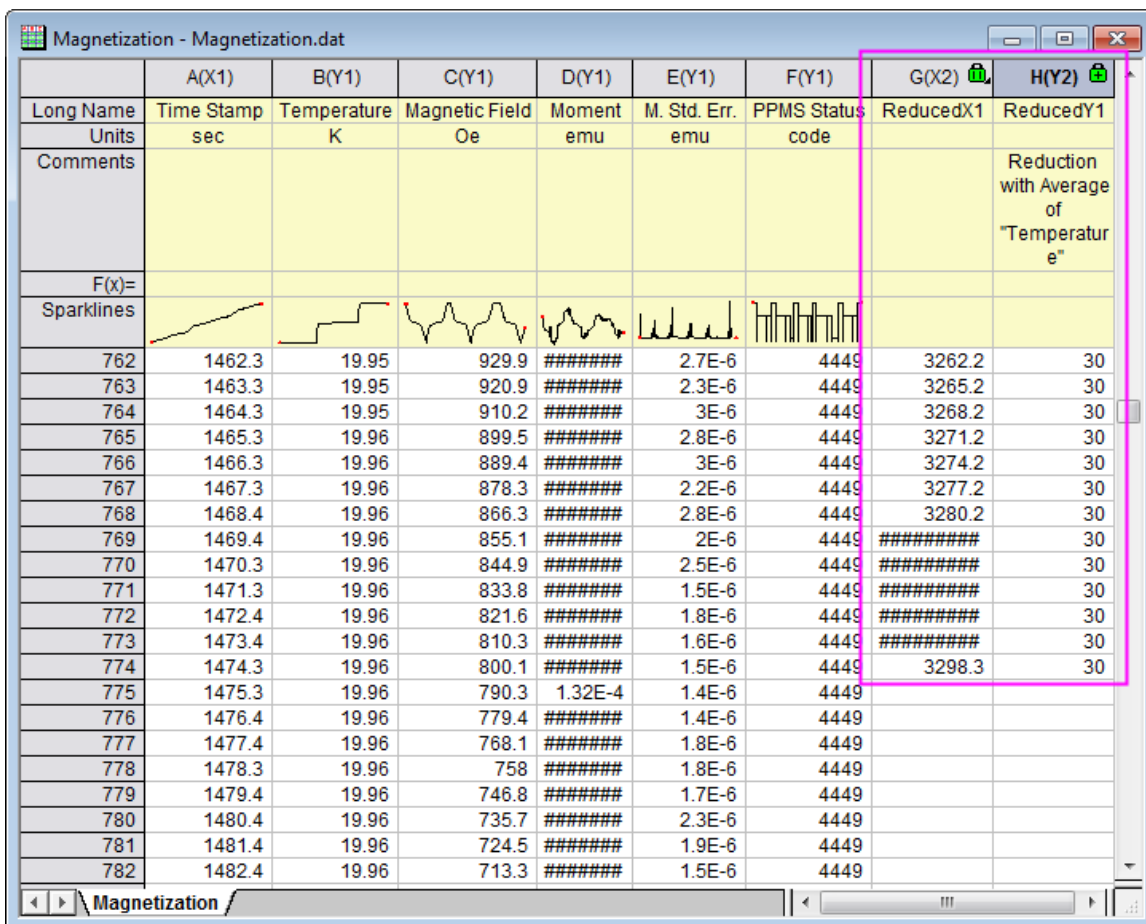 Magnetization - Magnetization.dat
A(X1) B(Y1) C(Y1) D(Y1) E(Y1) F(Y1) G(X2) H(Y2)
Long Name Time Stamp Temperature Magnetic Field Moment M. Std. Err. PPMS Status ReducedX1 ReducedY1
Units sec K Oe emu emu code
Comments Reduction
with Average
of
"Temperatur
e"
F(x)=
Sparklines
762 1462.3 19.95 929.9 ####### 2.7E-6 4449 3262.2 30
763 1463.3 19.95 920.9 ####### 2.3E-6 4449 3265.2 30
764 1464.3 19.95 910.2 ####### 3E-6 4449 3268.2 30
765 1465.3 19.96 899.5 ####### 2.8E-6 4449 3271.2 30
766 1466.3 19.96 889.4 ####### 3E-6 4449 3274.2 30
767 1467.3 19.96 878.3 ####### 2.2E-6 4449 3277.2 30
768 1468.4 19.96 866.3 ####### 2.8E-6 4449 3280.2 30
769 1469.4 19.96 855.1 ####### 2E-6 4449 ######### 30
770 1470.3 19.96 844.9 ####### 2.5E-6 4449 ######### 30
771 1471.3 19.96 833.8 ####### 1.5E-6 4449 ######### 30
772 1472.4 19.96 821.6 ####### 1.8E-6 4449 ######### 30
773 1473.4 19.96 810.3 ####### 1.6E-6 4449 ######### 30
774 1474.3 19.96 800.1 ####### 1.5E-6 4449 3298.3 30
775 1475.3 19.96 790.3 1.32E-4 1.4E-6 4449
776 1476.4 19.96 779.4 ####### 1.4E-6 4449
777 1477.4 19.96 768.1 ####### 1.8E-6 4449
778 1478.3 19.96 758 ####### 1.8E-6 4449
779 1479.4 19.96 746.8 ####### 1.7E-6 4449
780 1480.4 19.96 735.7 ####### 2.3E-6 4449
781 1481.4 19.96 724.5 ####### 1.9E-6 4449
782 1482.4 19.96 713.3 ####### 1.5E-6 4449
Magnetization